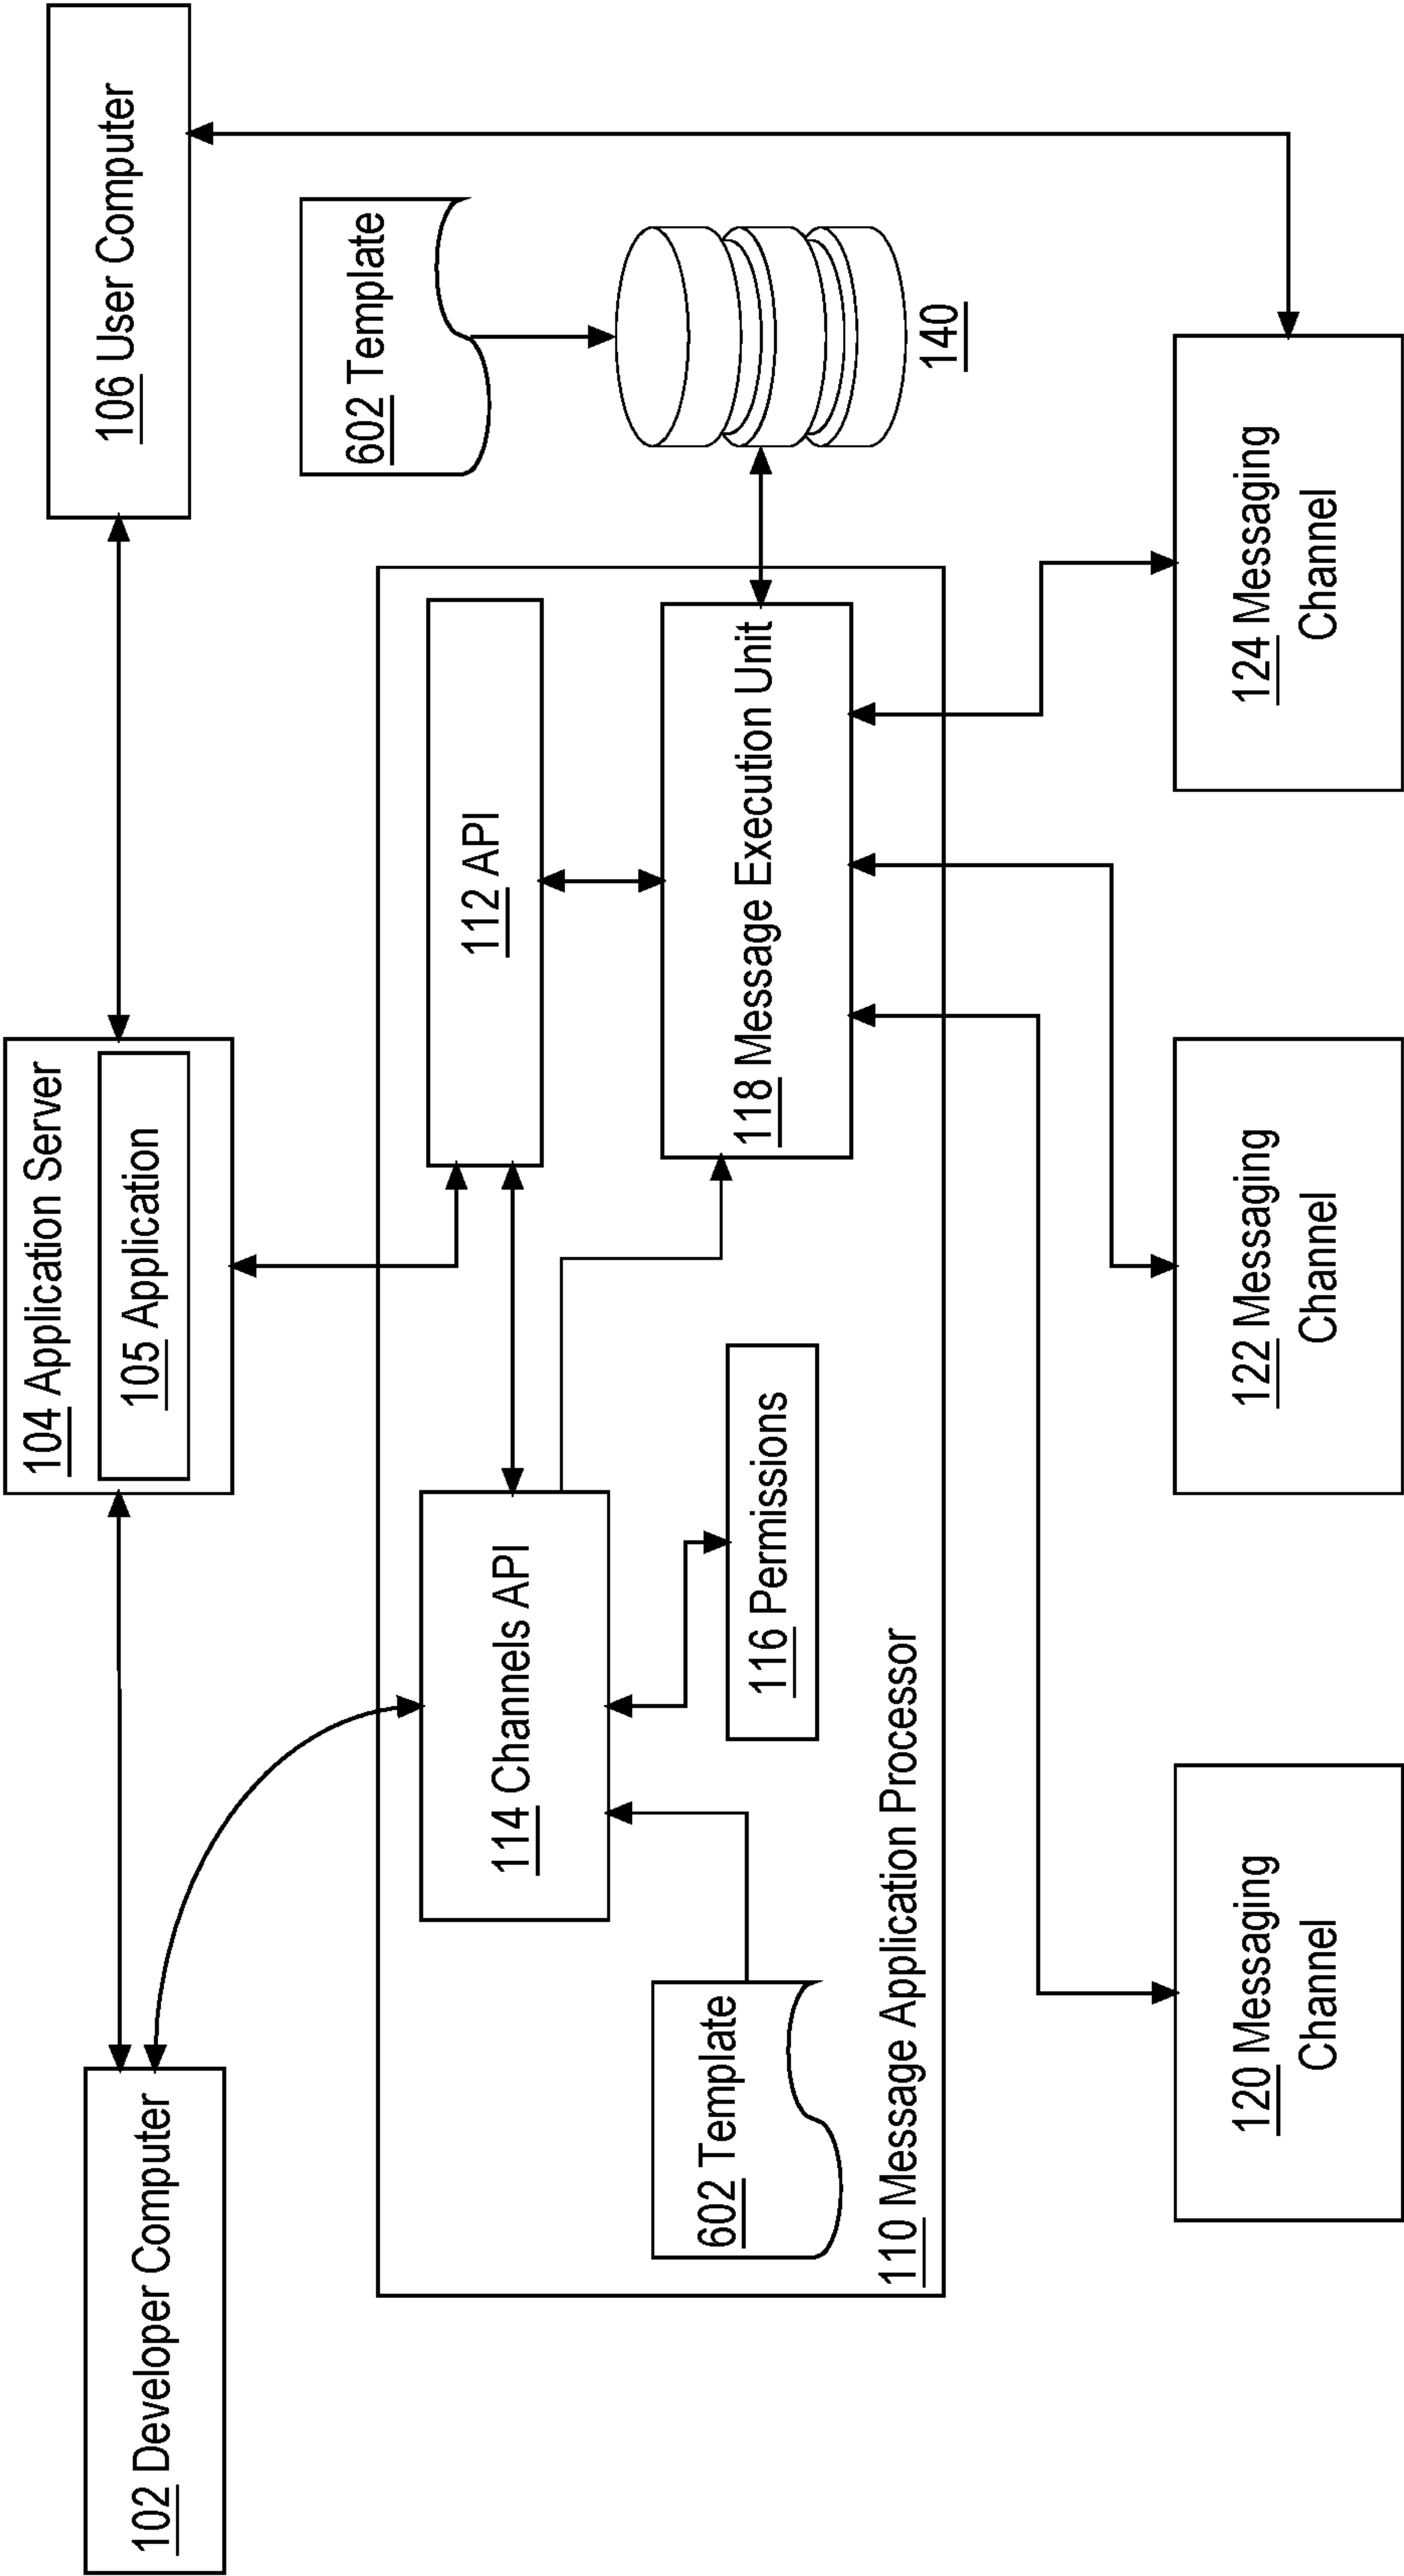 102 Developer Computer
104 Application Server
105 Application
106 User Computer
114 Channels API
112 API
602 Template
602 Template
116 Permissions
118 Message Execution Unit
140
110 Message Application Processor
120 Messaging
Channel
122 Messaging
Channel
124 Messaging
Channel